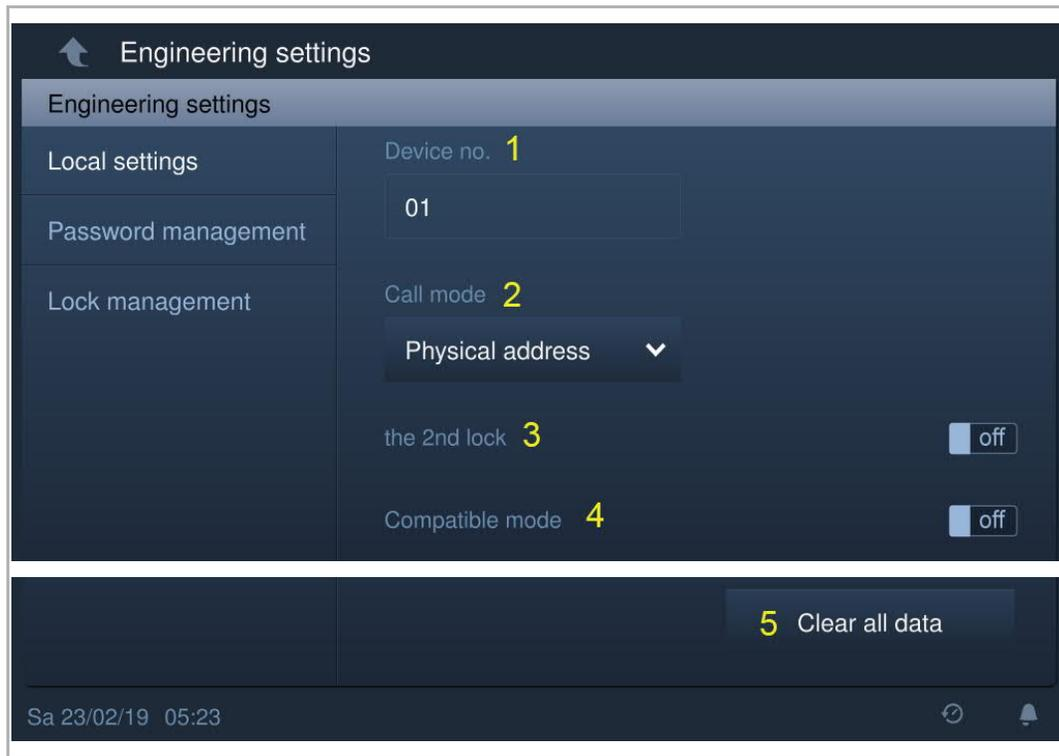 Engineering settings
Engineering settings
Local settings
Password management
Lock management
Device no. 1
01
Call mode 2
Physical address
the 2nd lock 3 off
Compatible mode 4 off
5 Clear all data
Sa 23/02/19 05:23